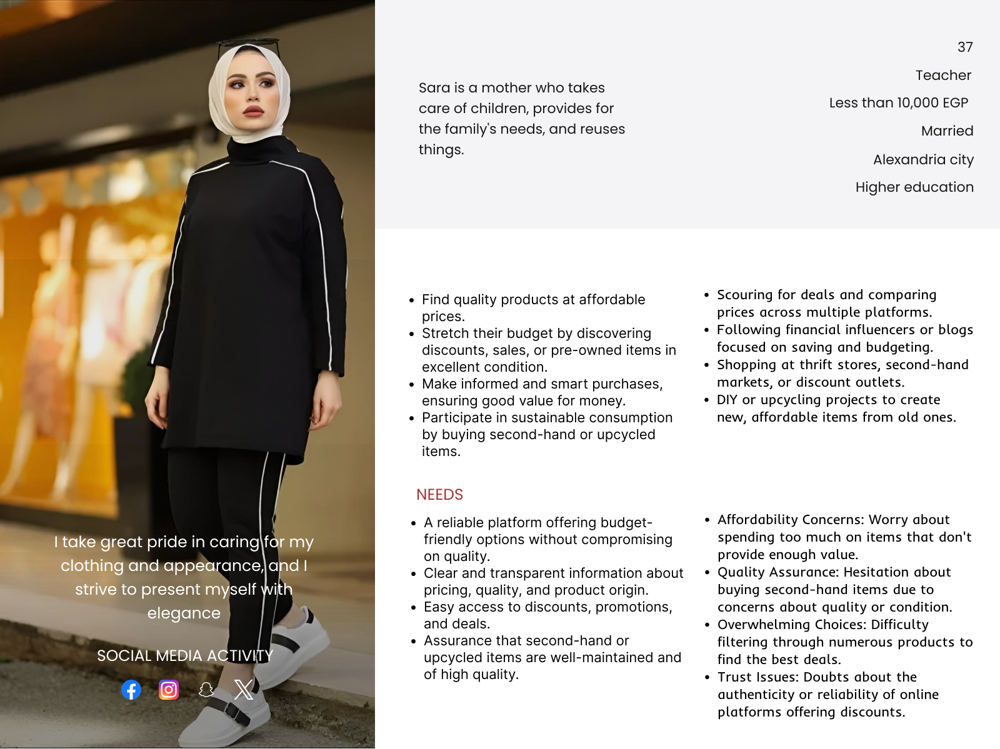 I take great pride in caring for my
clothing and appearance, and I
strive to present myself with
elegance
SOCIAL MEDIA ACTIVITY
Sara is a mother who takes
care of children, provides for
the family's needs, and reuses
things.
37
Teacher
Less than 10,000 EGP
Married
Alexandria city
Higher education
• Find quality products at affordable
prices.
• Stretch their budget by discovering
discounts, sales, or pre-owned items in
excellent condition.
• Make informed and smart purchases,
ensuring good value for money.
• Participate in sustainable consumption
by buying second-hand or upcycled
items.
• Scouring for deals and comparing
prices across multiple platforms.
• Following financial influencers or blogs
focused on saving and budgeting.
• Shopping at thrift stores, second-hand
markets, or discount outlets.
• DIY or upcycling projects to create
new, affordable items from old ones.
NEEDS
• A reliable platform offering budget-
friendly options without compromising
on quality.
• Clear and transparent information about
pricing, quality, and product origin.
• Easy access to discounts, promotions,
and deals.
• Assurance that second-hand or
upcycled items are well-maintained and
of high quality.
• Affordability Concerns: Worry about
spending too much on items that don't
provide enough value.
• Quality Assurance: Hesitation about
buying second-hand items due to
concerns about quality or condition.
• Overwhelming Choices: Difficulty
filtering through numerous products to
find the best deals.
• Trust Issues: Doubts about the
authenticity or reliability of online
platforms offering discounts.